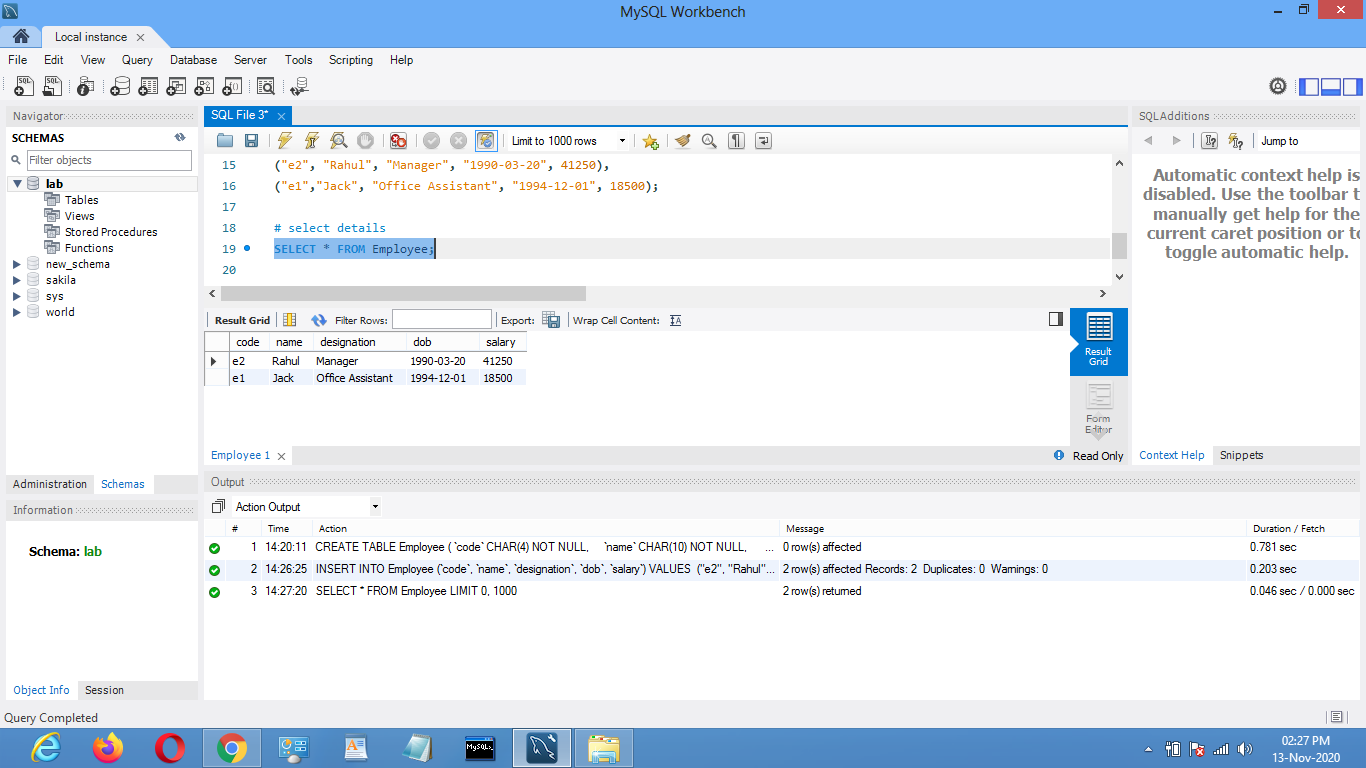 MySQL Workbench
Local instance
File Edit View Query Database Server Tools Scripting Help
Navigator
SCHEMAS
Filter objects
lab
Tables
Views
Stored Procedures
Functions
new_schema
sakila
sys
world
Administration Schemas
Information
Schema: lab
Object Info Session
SQL File 3*
Limit to 1000 rows
15 ("e2", "Rahul", "Manager", "1990-03-20", 41250),
16 ("e1","Jack", "Office Assistant", "1994-12-01", 18500);
17
18 # select details
19 SELECT * FROM Employee;
20
Result Grid Filter Rows: Export: Wrap Cell Content: IA
code name designation dob salary
e2 Rahul Manager 1990-03-20 41250
e1 Jack Office Assistant 1994-12-01 18500
Result
Grid
Form
Editor
Employee 1
Read Only
SQLAdditions
Jump to
Automatic context help is
disabled. Use the toolbar t
manually get help for the
current caret position or to
toggle automatic help.
Context Help Snippets
Output
Action Output
# Time Action Message Duration / Fetch
1 14:20:11 CREATE TABLE Employee ( `code` CHAR(4) NOT NULL, `name` CHAR(10) NOT NULL, ... 0 row(s) affected 0.781 sec
2 14:26:25 INSERT INTO Employee (`code`, `name`, `designation`, `dob`, `salary`) VALUES ("e2", "Rahul"... 2 row(s) affected Records: 2 Duplicates: 0 Warnings: 0 0.203 sec
3 14:27:20 SELECT * FROM Employee LIMIT 0, 1000 2 row(s) returned 0.046 sec / 0.000 sec
Query Completed
MySQL
02:27 PM
13-Nov-2020